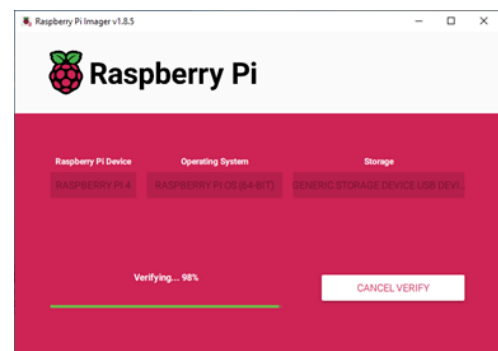 Raspberry Pi Imager v1.8.5
Raspberry Pi
Raspberry Pi Device
Operating System
Storage
RASPBERRY PI 4
RASPBERRY PI OS (64-BIT)
GENERIC STORAGE DEVICE USB DEVI...
Verifying... 98%
CANCEL VERIFY